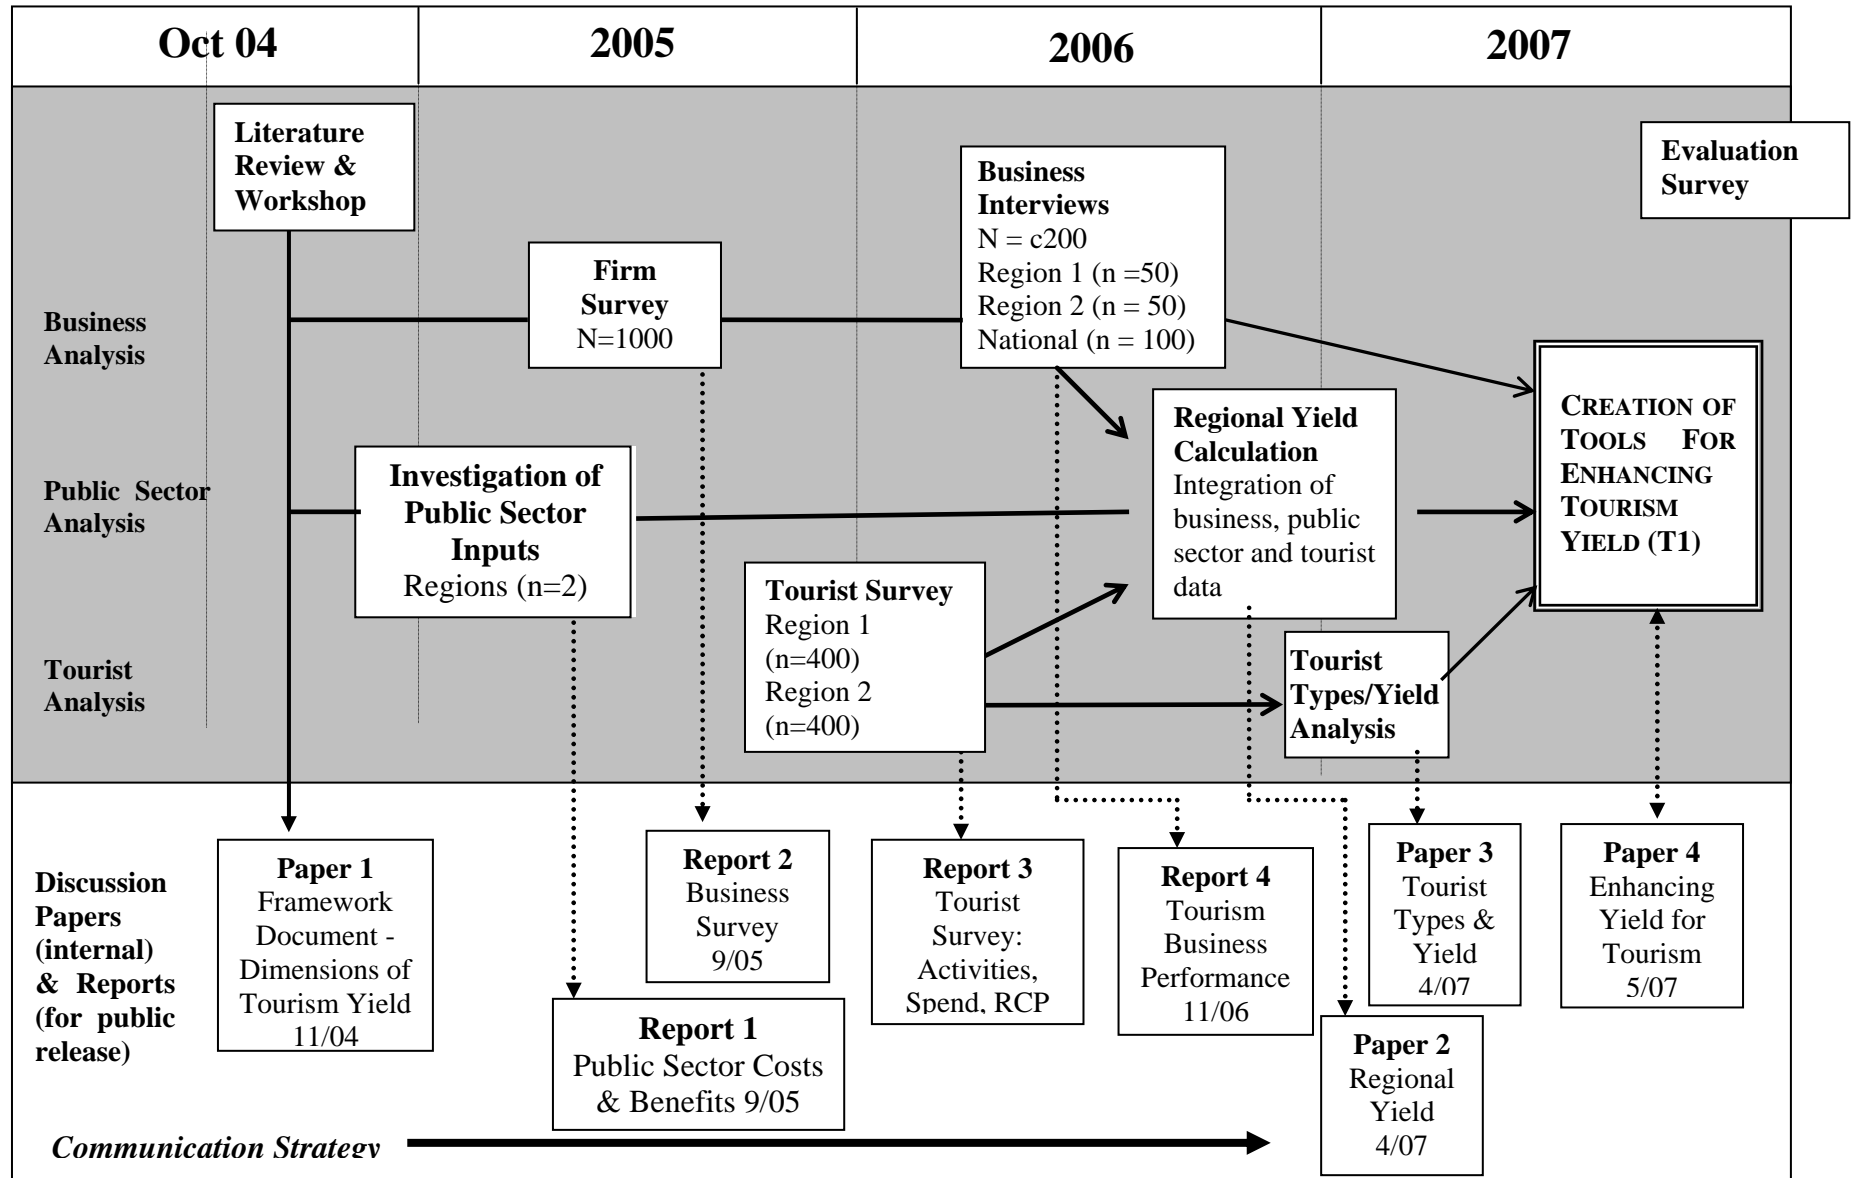 Oct 04
2005
2006
2007
Literature
Review &
Workshop
Evaluation
Survey
Business
Interviews
N = c200
Region 1 (n =50)
Region 2 (n = 50)
National (n = 100)
Firm
Survey
N=1000
Business
Analysis
CREATION OF
TOOLS FOR
ENHANCING
TOURISM
YIELD (T1)
Regional Yield
Calculation
Integration of
business, public
sector and tourist
data
Public Sector
Analysis
Investigation of
Public Sector
Inputs
Regions (n=2)
Tourist Survey
Region 1
(n=400)
Region 2
(n=400)
Tourist
Analysis
Tourist
Types/Yield
Analysis
Discussion
Papers
(internal)
& Reports
(for public
release)
Paper 1
Framework
Document -
Dimensions of
Tourism Yield
11/04
Report 1
Public Sector Costs
& Benefits 9/05
Report 2
Business
Survey
9/05
Report 3
Tourist
Survey:
Activities,
Spend, RCP
Report 4
Tourism
Business
Performance
11/06
Paper 2
Regional
Yield
4/07
Paper 3
Tourist
Types &
Yield
4/07
Paper 4
Enhancing
Yield for
Tourism
5/07
Communication Strategy